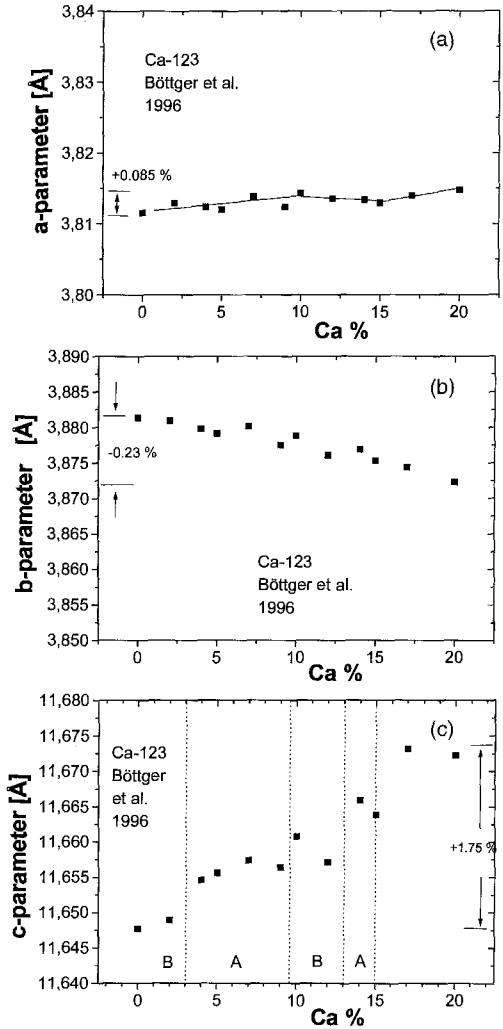 (a)
Ca-123
Böttger et al.
1996
+0.085 %
a-parameter [Å]
3,84
3,83
3,82
3,81
3,80
0 5 10 15 20
Ca %
(b)
b-parameter [Å]
3,890
3,885
3,880
3,875
3,870
3,865
3,860
3,855
3,850
-0.23 %
Ca-123
Böttger et al.
1996
0 5 10 15 20
Ca %
(c)
c-parameter [Å]
11,680
11,675
11,670
11,665
11,660
11,655
11,650
11,645
11,640
Ca-123
Böttger
et al.
1996
+1.75 %
B A B A
0 5 10 15 20
Ca %